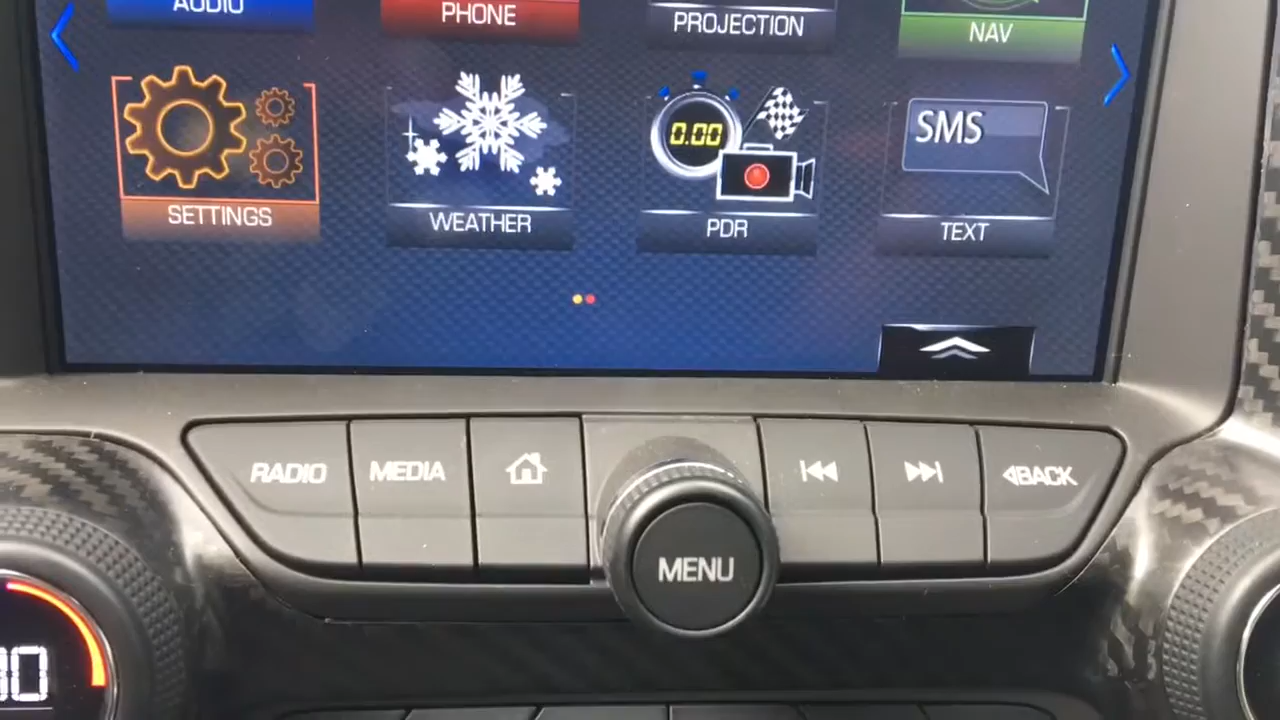 AUDIO
PHONE
PROJECTION
NAV
SETTINGS
WEATHER
0.00
PDR
SMS
TEXT
RADIO
MEDIA
BACK
MENU